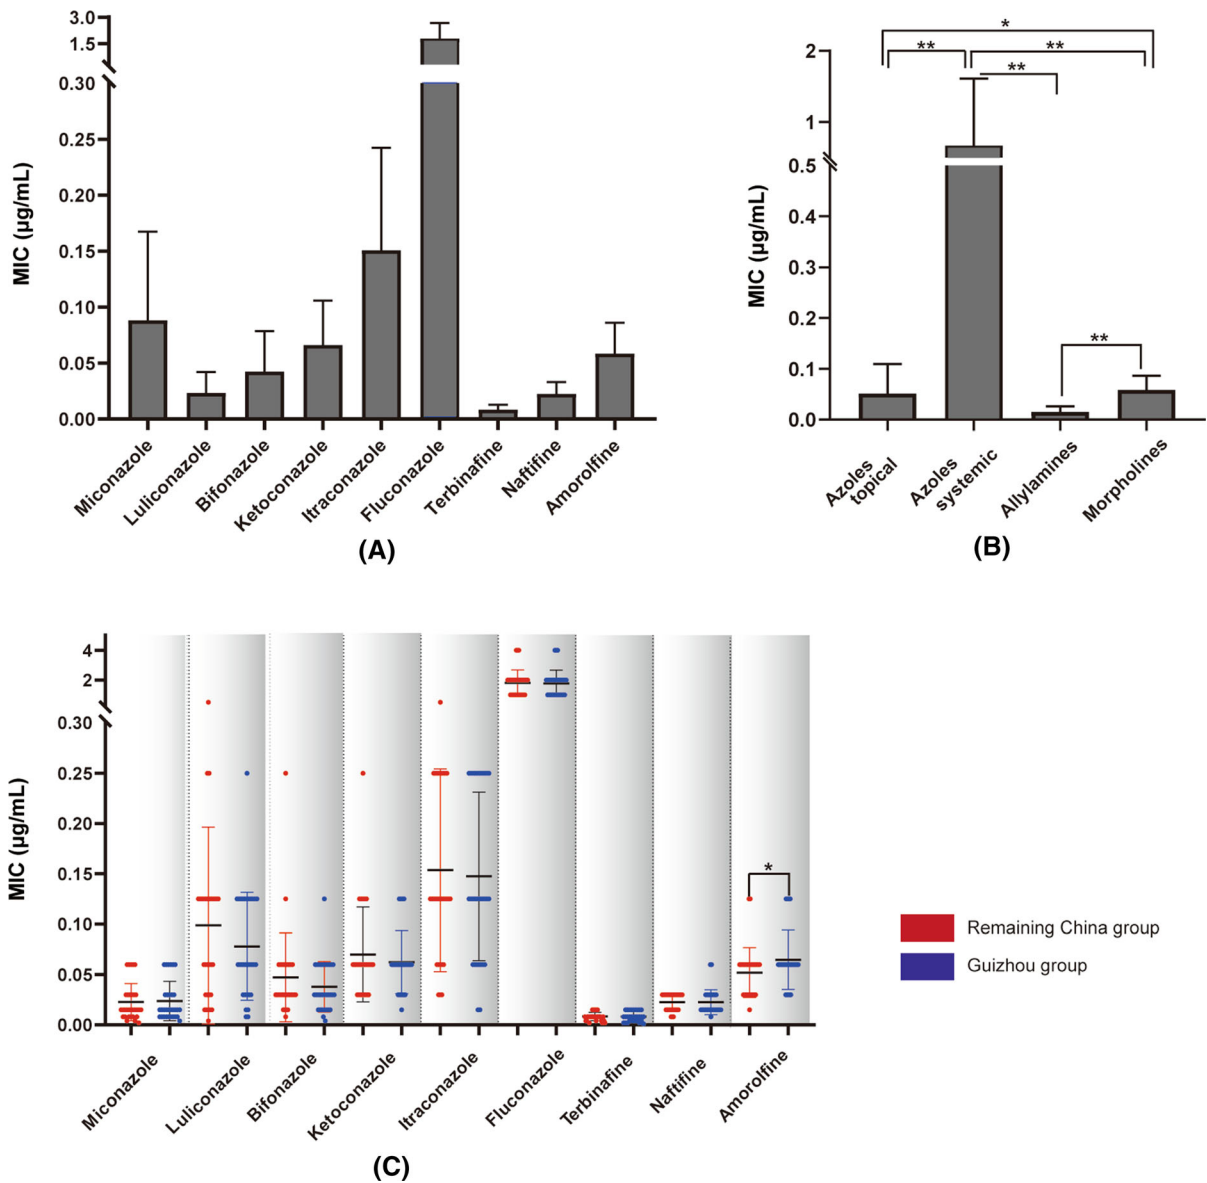 MIC (µg/mL)
3.0
1.5
0.30
0.25
0.20
0.15
0.10
0.05
0.00
Miconazole
Luliconazole
Bifonazole
Ketoconazole
Itraconazole
Fluconazole
Terbinafine
Naftifine
Amorolfine
(A)
MIC (µg/mL)
2
1
0.5
0.4
0.3
0.2
0.1
0.0
*
**
**
**
**
Azoles
topical
Azoles
systemic
Allylamines
Morpholines
(B)
MIC (µg/mL)
4
2
0.30
0.25
0.20
0.15
0.10
0.05
0.00
*
Miconazole
Luliconazole
Bifonazole
Ketoconazole
Itraconazole
Fluconazole
Terbinafine
Naftifine
Amorolfine
(C)
Remaining China group
Guizhou group